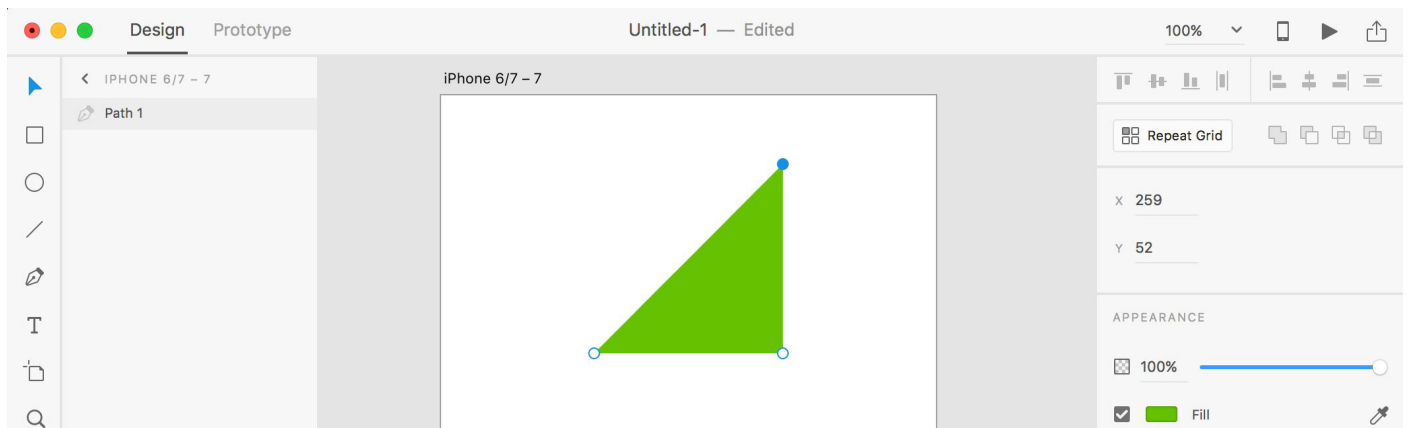 Design Prototype Untitled-1 — Edited 100%
IPHONE 6/7 – 7
Path 1
iPhone 6/7 – 7
Repeat Grid
X 259
Y 52
APPEARANCE
100%
Fill
T